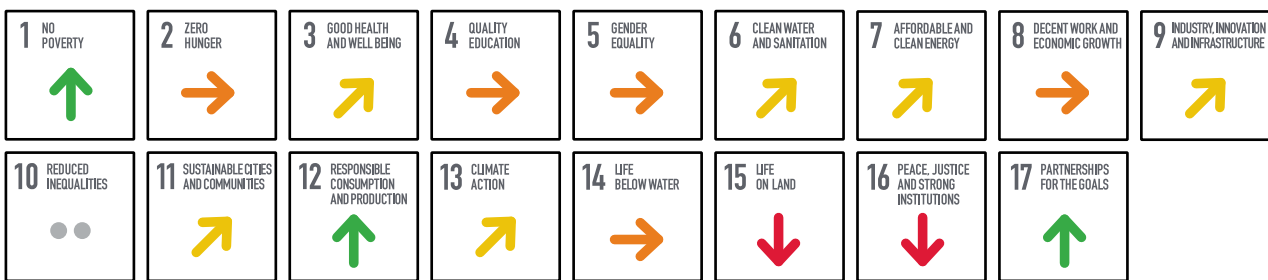 1 NO
POVERTY
2 ZERO
HUNGER
3 GOOD HEALTH
AND WELL BEING
4 QUALITY
EDUCATION
5 GENDER
EQUALITY
6 CLEAN WATER
AND SANITATION
7 AFFORDABLE AND
CLEAN ENERGY
8 DECENT WORK AND
ECONOMIC GROWTH
9 INDUSTRY, INNOVATION
AND INFRASTRUCTURE
10 REDUCED
INEQUALITIES
11 SUSTAINABLE CITIES
AND COMMUNITIES
12 RESPONSIBLE
CONSUMPTION
AND PRODUCTION
13 CLIMATE
ACTION
14 LIFE
BELOW WATER
15 LIFE
ON LAND
16 PEACE, JUSTICE
AND STRONG
INSTITUTIONS
17 PARTNERSHIPS
FOR THE GOALS